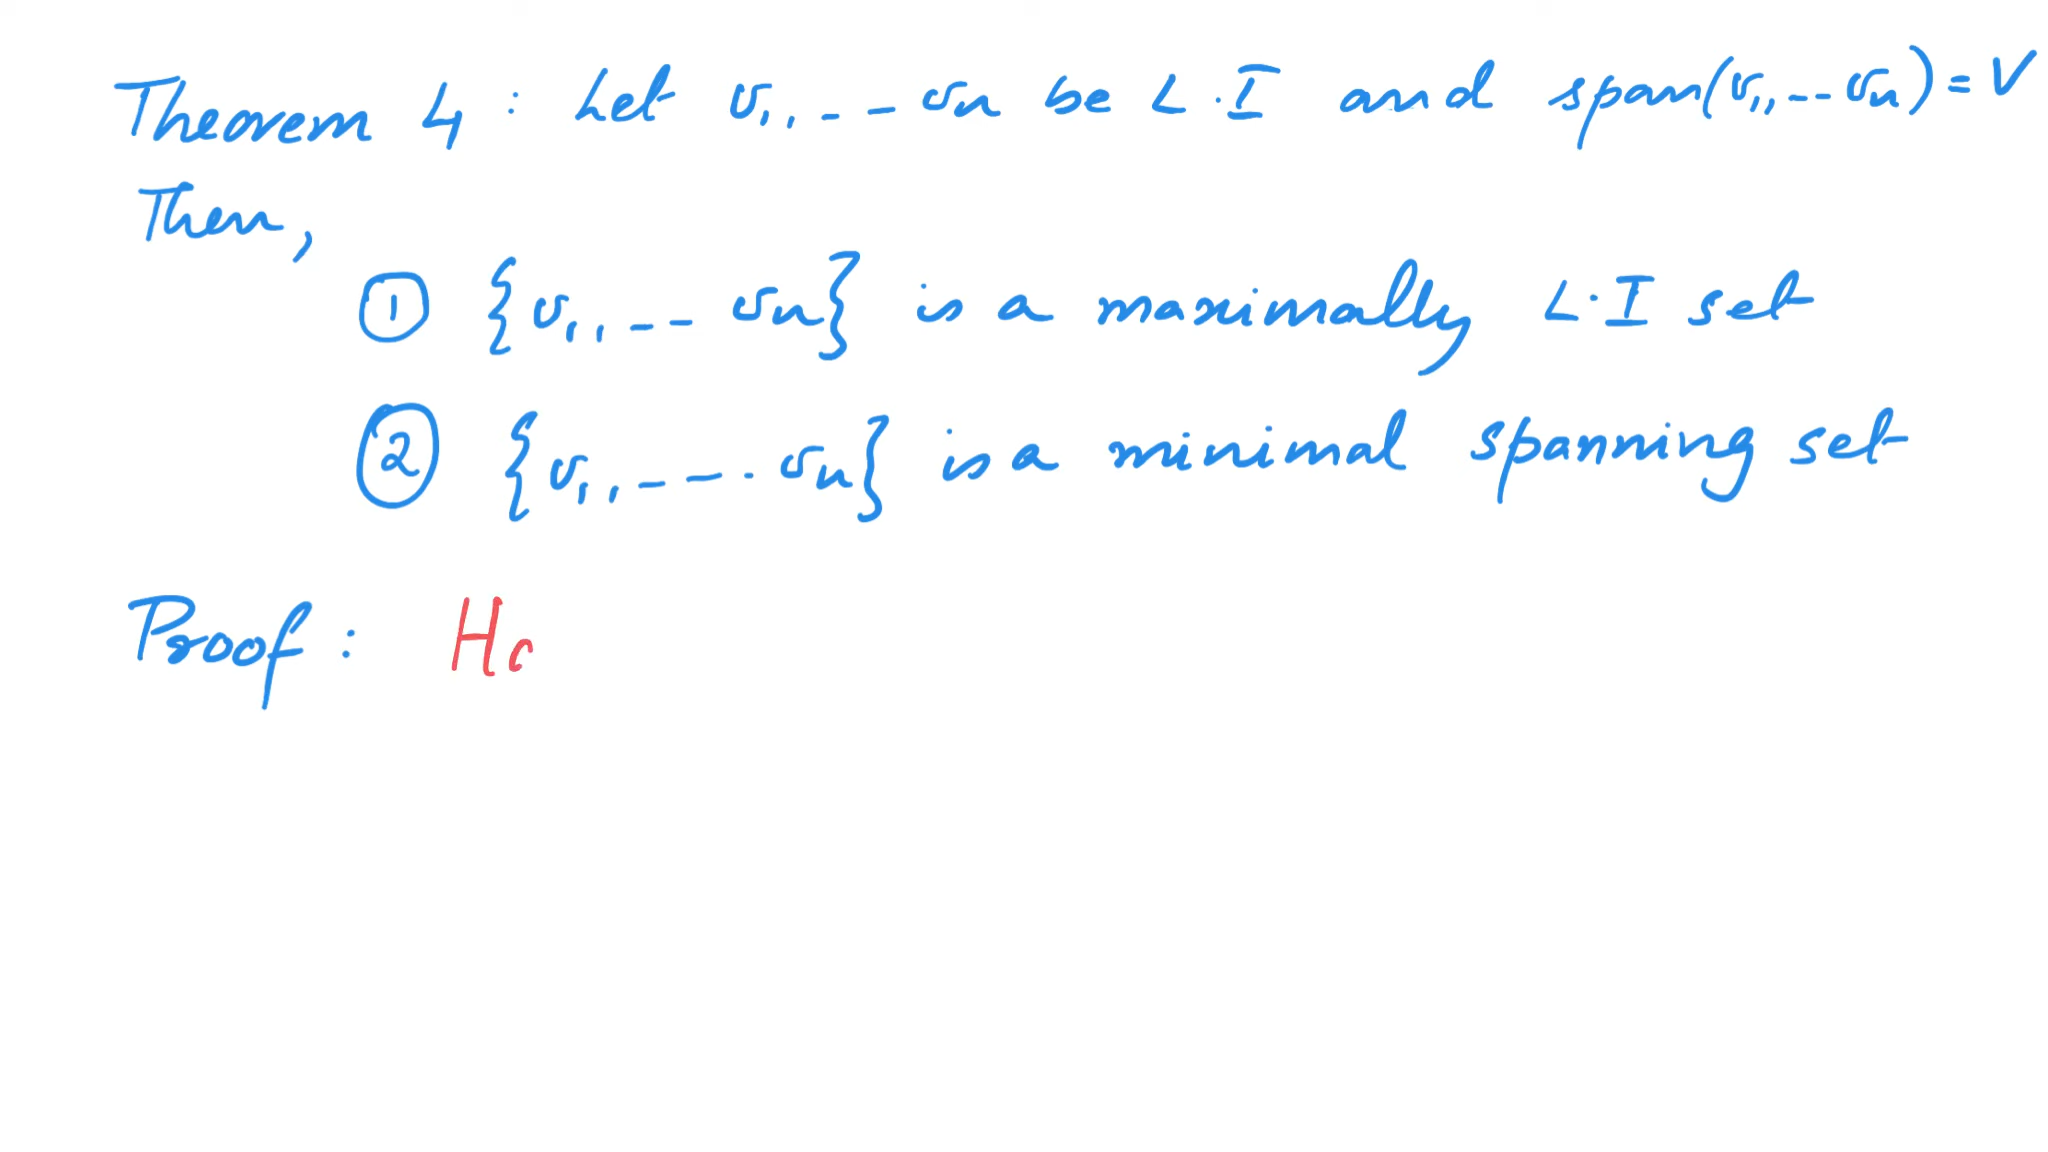 Theorem 4 : Let v₁, -- vₙ be L.I and span(v₁, -- vₙ) = V
Then,
① {v₁, -- vₙ} is a maximally L.I set
② {v₁, --- vₙ} is a minimal spanning set
Proof :